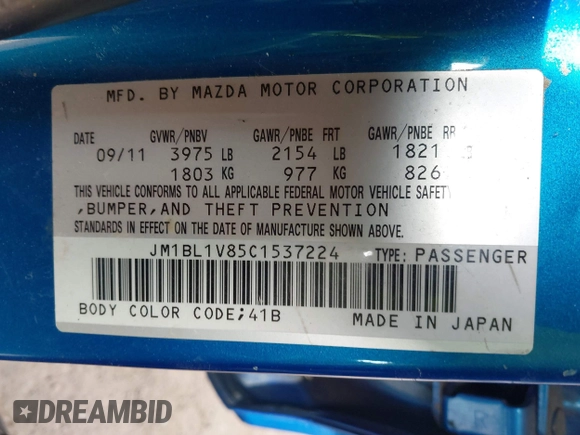 MFD. BY MAZDA MOTOR CORPORATION
DATE GVWR/PNBV GAWR/PNBE FRT GAWR/PNBE RR
09/11 3975 LB 2154 LB 1821
1803 KG 977 KG 826
THIS VEHICLE CONFORMS TO ALL APPLICABLE FEDERAL MOTOR VEHICLE SAFETY
,BUMPER,AND THEFT PREVENTION
STANDARDS IN EFFECT ON THE DATE OF MANUFACTURE SHOWN ABOVE.
JM1BL1V85C1537224 TYPE: PASSENGER
BODY COLOR CODE;41B MADE IN JAPAN
DREAMBID